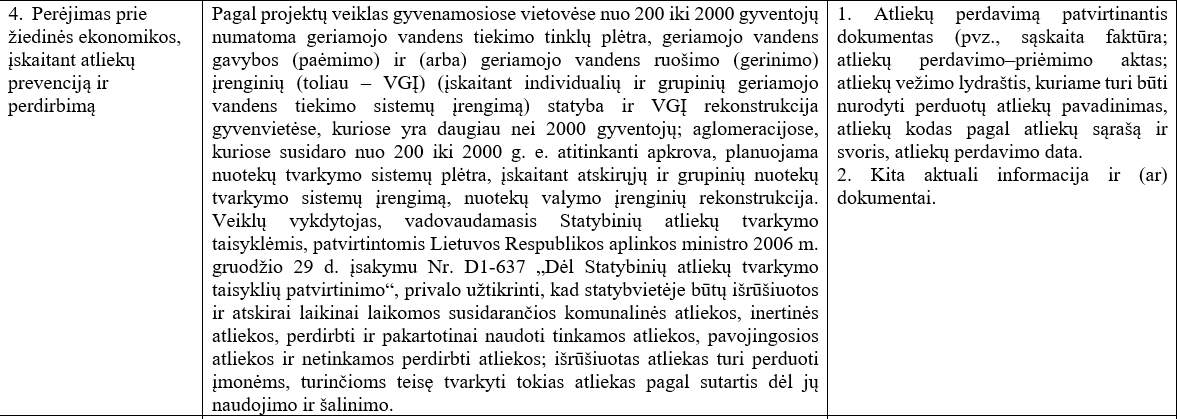 4. Perėjimas prie
žiedinės ekonomikos,
įskaitant atliekų
prevenciją ir
perdirbimą
Pagal projektų veiklas gyvenamosiose vietovėse nuo 200 iki 2000 gyventojų
numatoma geriamojo vandens tiekimo tinklų plėtra, geriamojo vandens
gavybos (paėmimo) ir (arba) geriamojo vandens ruošimo (gerinimo)
įrenginių (toliau – VGĮ) (įskaitant individualių ir grupinių geriamojo
vandens tiekimo sistemų įrengimą) statyba ir VGĮ rekonstrukcija
gyvenvietėse, kuriose yra daugiau nei 2000 gyventojų; aglomeracijose,
kuriose susidaro nuo 200 iki 2000 g. e. atitinkanti apkrova, planuojama
nuotekų tvarkymo sistemų plėtra, įskaitant atskirųjų ir grupinių nuotekų
tvarkymo sistemų įrengimą, nuotekų valymo įrenginių rekonstrukcija.
Veiklų vykdytojas, vadovaudamasis Statybinių atliekų tvarkymo
taisyklėmis, patvirtintomis Lietuvos Respublikos aplinkos ministro 2006 m.
gruodžio 29 d. įsakymu Nr. D1-637 „Dėl Statybinių atliekų tvarkymo
taisyklių patvirtinimo“, privalo užtikrinti, kad statybvietėje būtų išrūšiuotos
ir atskirai laikinai laikomos susidarančios komunalinės atliekos, inertinės
atliekos, perdirbti ir pakartotinai naudoti tinkamos atliekos, pavojingosios
atliekos ir netinkamos perdirbti atliekos; išrūšiuotas atliekas turi perduoti
įmonėms, turinčioms teisę tvarkyti tokias atliekas pagal sutartis dėl jų
naudojimo ir šalinimo.
1. Atliekų perdavimą patvirtinantis
dokumentas (pvz., sąskaita faktūra;
atliekų perdavimo–priėmimo aktas;
atliekų vežimo lydraštis, kuriame turi būti
nurodyti perduotų atliekų pavadinimas,
atliekų kodas pagal atliekų sąrašą ir
svoris, atliekų perdavimo data.
2. Kita aktuali informacija ir (ar)
dokumentai.